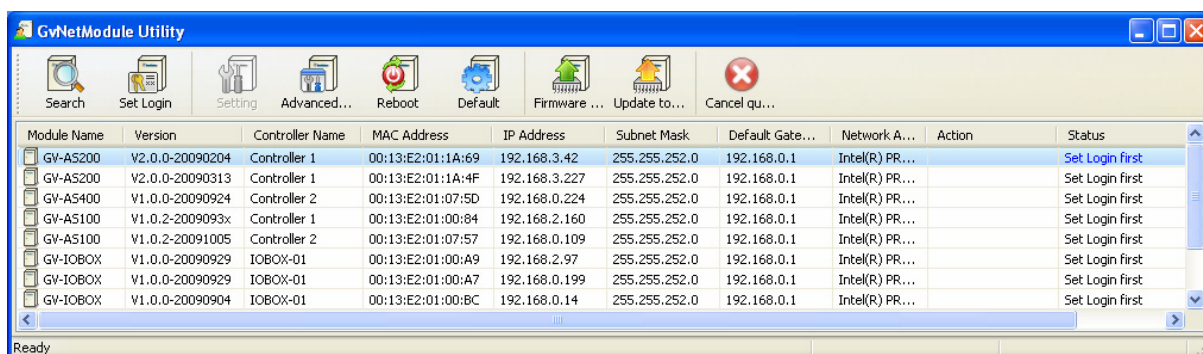 GvNetModule Utility
Search Set Login Setting Advanced... Reboot Default Firmware ... Update to... Cancel qu...
Module Name Version Controller Name MAC Address IP Address Subnet Mask Default Gate... Network A... Action Status
GV-AS200 V2.0.0-20090204 Controller 1 00:13:E2:01:1A:69 192.168.3.42 255.255.252.0 192.168.0.1 Intel(R) PR... Set Login first
GV-AS200 V2.0.0-20090313 Controller 1 00:13:E2:01:1A:4F 192.168.3.227 255.255.252.0 192.168.0.1 Intel(R) PR... Set Login first
GV-AS400 V1.0.0-20090924 Controller 2 00:13:E2:01:07:5D 192.168.0.224 255.255.252.0 192.168.0.1 Intel(R) PR... Set Login first
GV-AS100 V1.0.2-2009093x Controller 1 00:13:E2:01:00:84 192.168.2.160 255.255.252.0 192.168.0.1 Intel(R) PR... Set Login first
GV-AS100 V1.0.2-20091005 Controller 2 00:13:E2:01:07:57 192.168.0.109 255.255.252.0 192.168.0.1 Intel(R) PR... Set Login first
GV-IOBOX V1.0.0-20090929 IOBOX-01 00:13:E2:01:00:A9 192.168.2.97 255.255.252.0 192.168.0.1 Intel(R) PR... Set Login first
GV-IOBOX V1.0.0-20090929 IOBOX-01 00:13:E2:01:00:A7 192.168.0.199 255.255.252.0 192.168.0.1 Intel(R) PR... Set Login first
GV-IOBOX V1.0.0-20090904 IOBOX-01 00:13:E2:01:00:BC 192.168.0.14 255.255.252.0 192.168.0.1 Intel(R) PR... Set Login first
Ready